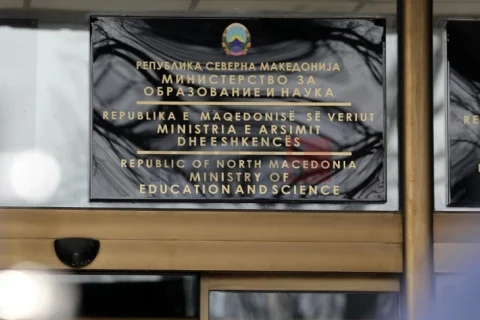 РЕПУБЛИКА СЕВЕРНА МАКЕДОНИЈА
МИНИСТЕРСТВО ЗА
ОБРАЗОВАНИЕ И НАУКА
REPUBLIKA E MAQEDONISË SË VERIUT
MINISTRIA E ARSIMIT
DHE E SHKENCËS
REPUBLIC OF NORTH MACEDONIA
MINISTRY OF
EDUCATION AND SCIENCE